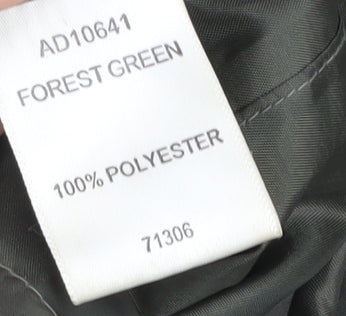 AD10641
FOREST GREEN
100% POLYESTER
71306